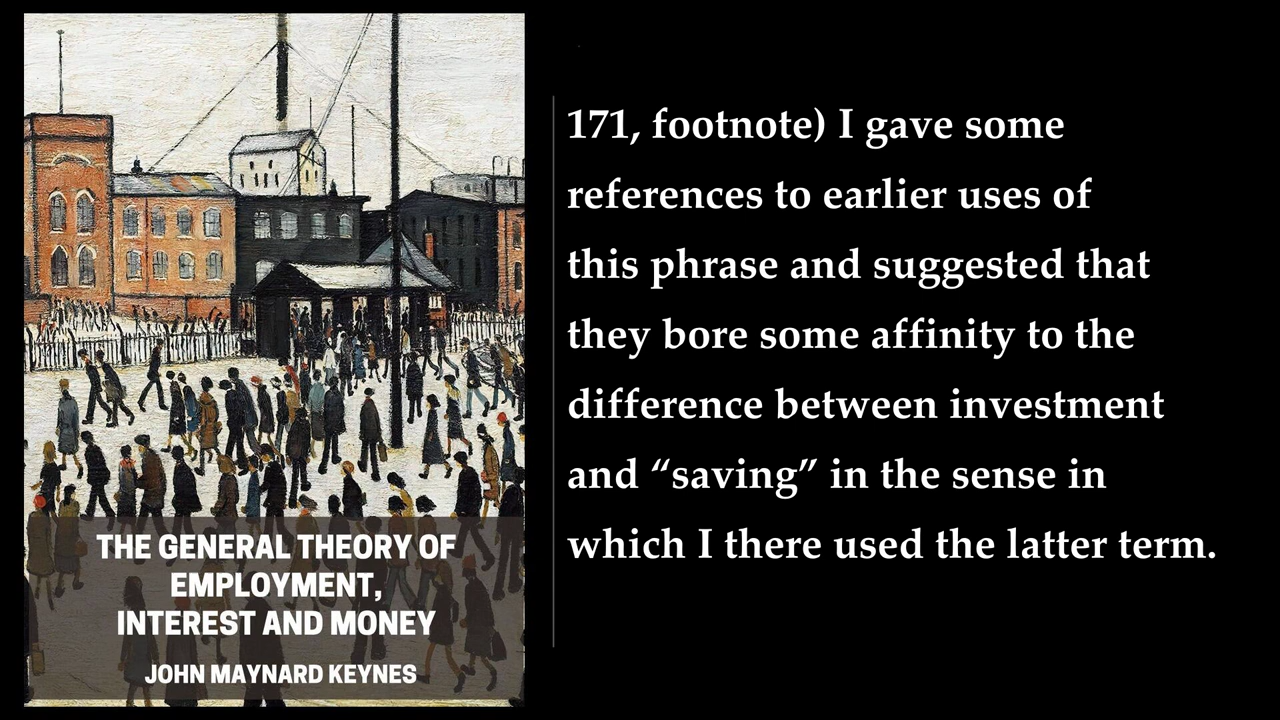 THE GENERAL THEORY OF
EMPLOYMENT,
INTEREST AND MONEY
JOHN MAYNARD KEYNES
171, footnote) I gave some
references to earlier uses of
this phrase and suggested that
they bore some affinity to the
difference between investment
and “saving” in the sense in
which I there used the latter term.